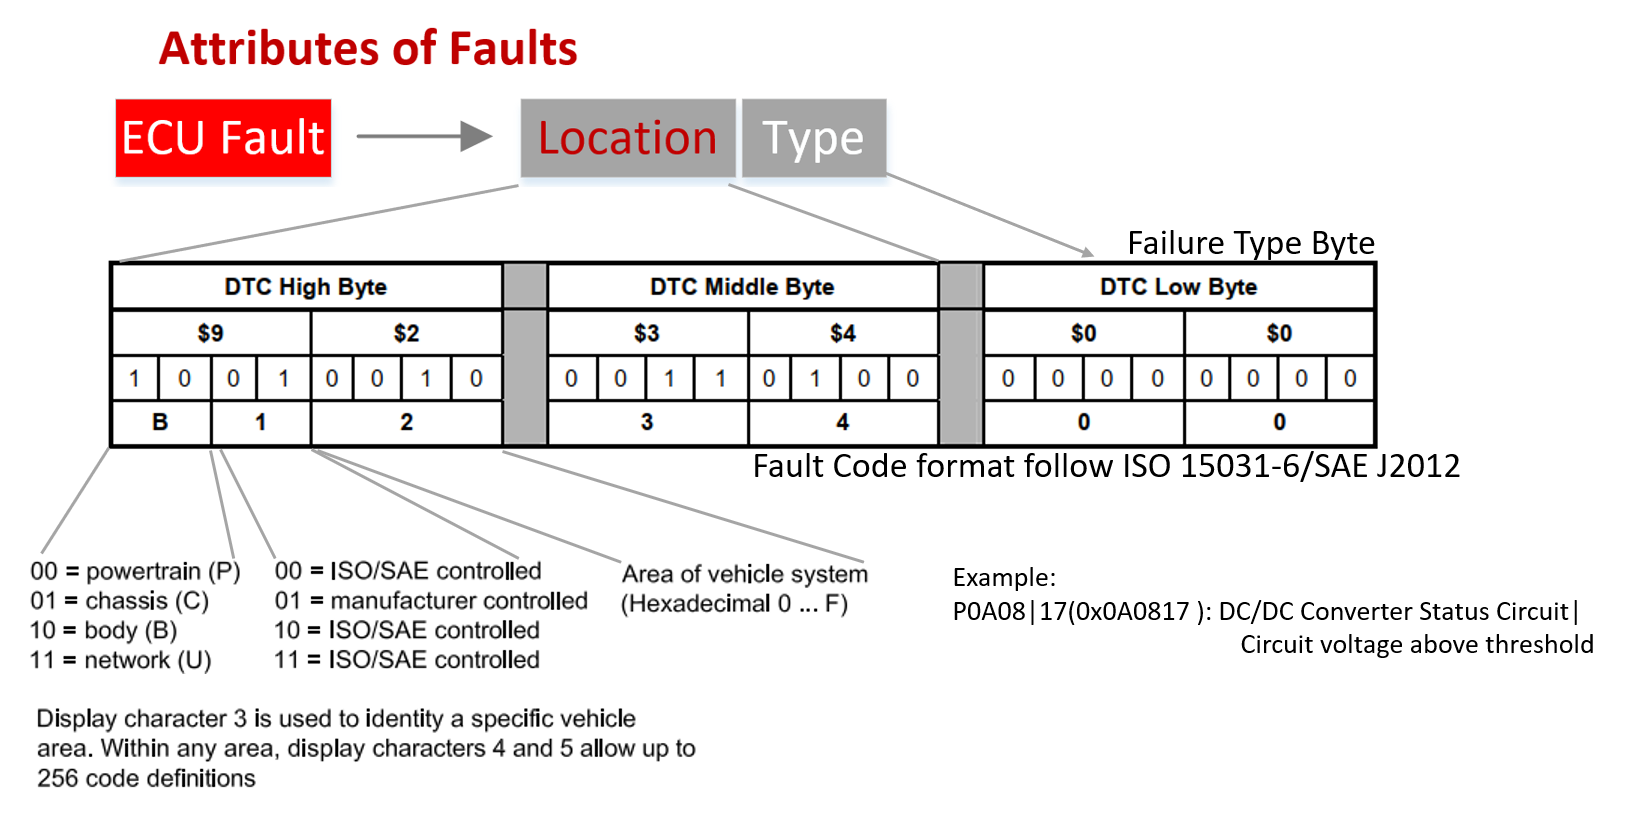 Attributes of Faults
ECU Fault
Location
Type
Failure Type Byte
DTC High Byte DTC Middle Byte DTC Low Byte
$9 $2 $3 $4 $0 $0
1 0 0 1 0 0 1 0 0 0 1 1 0 1 0 0 0 0 0 0 0 0 0 0
B 1 2 3 4 0 0
Fault Code format follow ISO 15031-6/SAE J2012
00 = powertrain (P)
01 = chassis (C)
10 = body (B)
11 = network (U)
00 = ISO/SAE controlled
01 = manufacturer controlled
10 = ISO/SAE controlled
11 = ISO/SAE controlled
Area of vehicle system
(Hexadecimal 0 ... F)
Example:
P0A08|17(0x0A0817 ): DC/DC Converter Status Circuit|
Circuit voltage above threshold
Display character 3 is used to identity a specific vehicle
area. Within any area, display characters 4 and 5 allow up to
256 code definitions